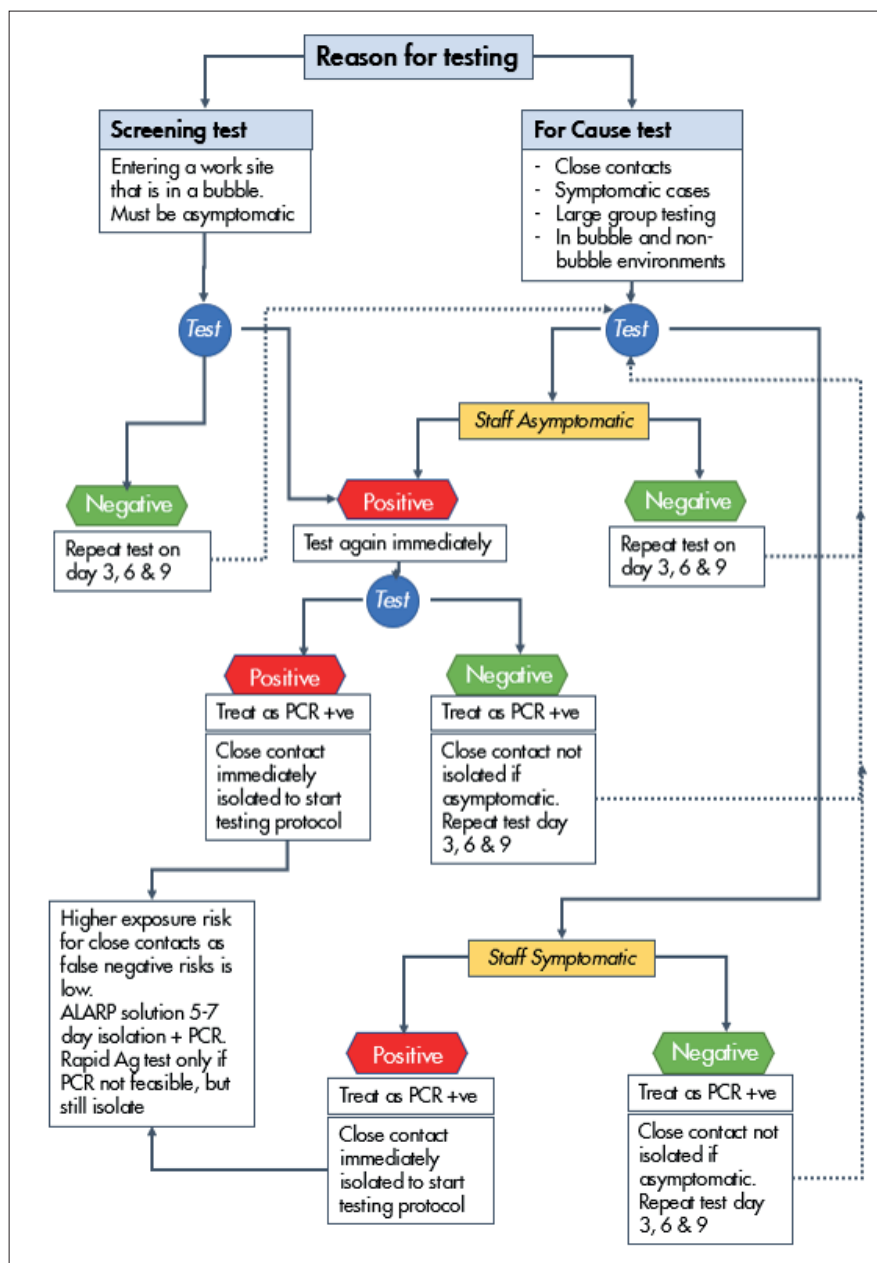 Reason for testing
Screening test
Entering a work site
that is in a bubble.
Must be asymptomatic
For Cause test
- Close contacts
- Symptomatic cases
- Large group testing
- In bubble and non-
bubble environments
Test
Test
Staff Asymptomatic
Negative
Repeat test on
day 3, 6 & 9
Positive
Test again immediately
Negative
Repeat test on
day 3, 6 & 9
Test
Positive
Treat as PCR +ve
Close contact
immediately
isolated to start
testing protocol
Negative
Treat as PCR +ve
Close contact not
isolated if
asymptomatic.
Repeat test day
3, 6 & 9
Higher exposure risk
for close contacts as
false negative risks is
low.
ALARP solution 5-7
day isolation + PCR.
Rapid Ag test only if
PCR not feasible, but
still isolate
Staff Symptomatic
Positive
Treat as PCR +ve
Close contact
immediately
isolated to start
testing protocol
Negative
Treat as PCR +ve
Close contact not
isolated if
asymptomatic.
Repeat test day
3, 6 & 9